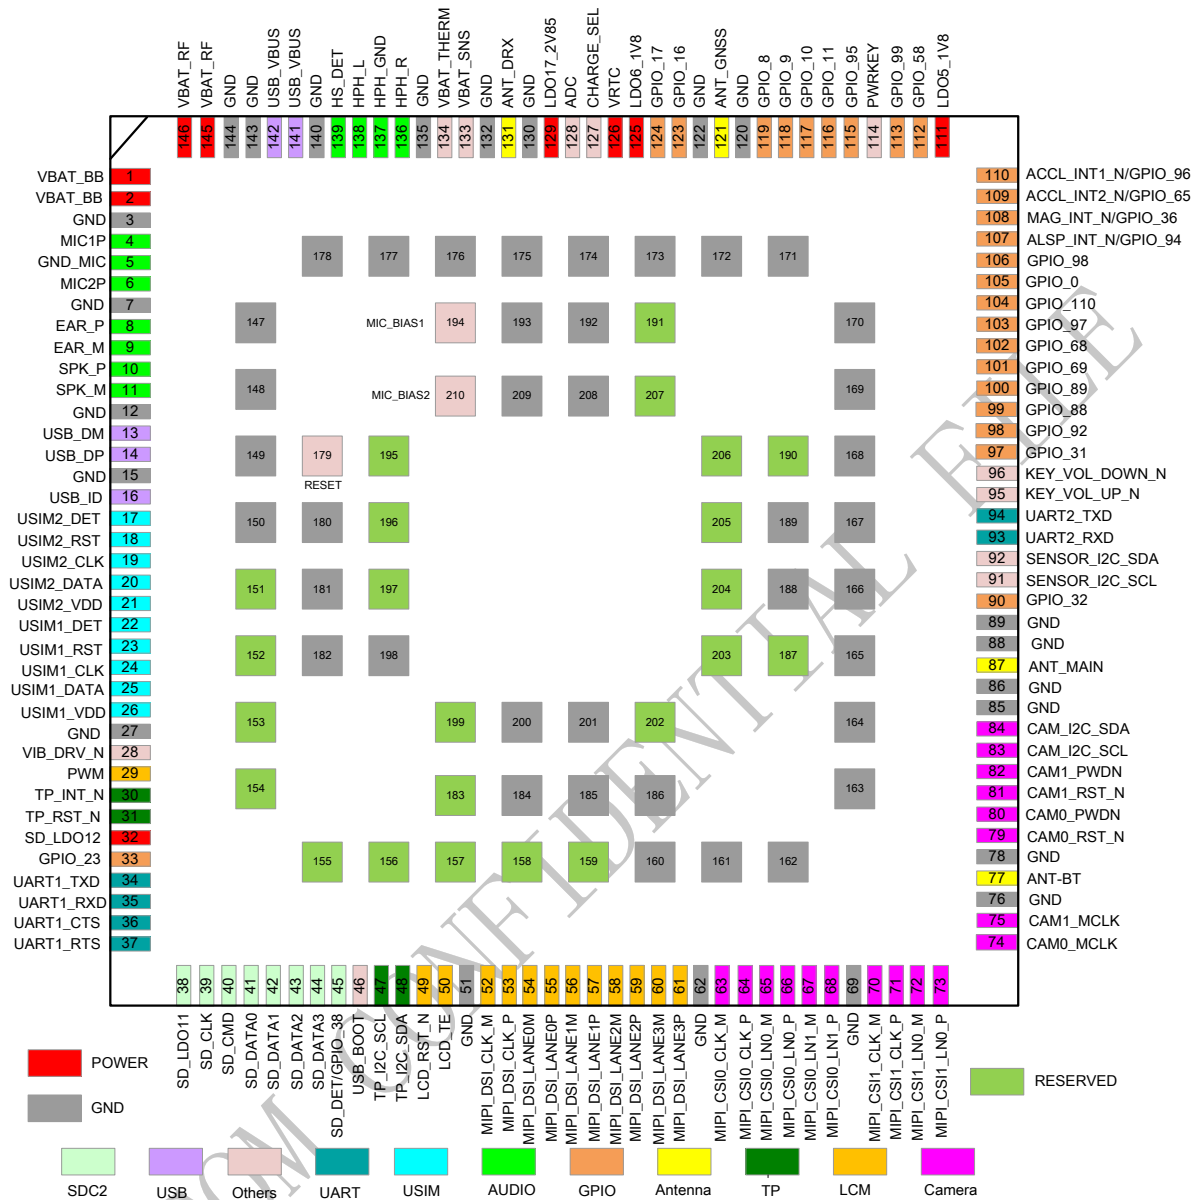 VBAT_RF
VBAT_RF
GND
GND
USB_VBUS
USB_VBUS
GND
HS_DET
HPH_L
HPH_GND
HPH_R
GND
VBAT_THERM
VBAT_SNS
GND
ANT_DRX
GND
LDO17_2V85
ADC
CHARGE_SEL
VRTC
LDO6_1V8
GPIO_17
GPIO_16
GND
ANT_GNSS
GND
GPIO_8
GPIO_9
GPIO_10
GPIO_11
GPIO_95
PWRKEY
GPIO_99
GPIO_58
LDO5_1V8
146 145 144 143 142 141 140 139 138 137 136 135 134 133 132 131 130 129 128 127 126 125 124 123 122 121 120 119 118 117 116 115 114 113 112 111
VBAT_BB 1
VBAT_BB 2
GND 3
MIC1P 4
GND_MIC 5
MIC2P 6
GND 7
EAR_P 8
EAR_M 9
SPK_P 10
SPK_M 11
GND 12
USB_DM 13
USB_DP 14
GND 15
USB_ID 16
USIM2_DET 17
USIM2_RST 18
USIM2_CLK 19
USIM2_DATA 20
USIM2_VDD 21
USIM1_DET 22
USIM1_RST 23
USIM1_CLK 24
USIM1_DATA 25
USIM1_VDD 26
GND 27
VIB_DRV_N 28
PWM 29
TP_INT_N 30
TP_RST_N 31
SD_LDO12 32
GPIO_23 33
UART1_TXD 34
UART1_RXD 35
UART1_CTS 36
UART1_RTS 37
178 177 176 175 174 173 172 171
147 MIC_BIAS1 194 193 192 191 170
148 MIC_BIAS2 210 209 208 207 169
149 179 195 206 190 168
RESET
150 180 196 205 189 167
151 181 197 204 188 166
152 182 198 203 187 165
153 199 200 201 202 164
154 183 184 185 186 163
155 156 157 158 159 160 161 162
110 ACCL_INT1_N/GPIO_96
109 ACCL_INT2_N/GPIO_65
108 MAG_INT_N/GPIO_36
107 ALSP_INT_N/GPIO_94
106 GPIO_98
105 GPIO_0
104 GPIO_110
103 GPIO_97
102 GPIO_68
101 GPIO_69
100 GPIO_89
99 GPIO_88
98 GPIO_92
97 GPIO_31
96 KEY_VOL_DOWN_N
95 KEY_VOL_UP_N
94 UART2_TXD
93 UART2_RXD
92 SENSOR_I2C_SDA
91 SENSOR_I2C_SCL
90 GPIO_32
89 GND
88 GND
87 ANT_MAIN
86 GND
85 GND
84 CAM_I2C_SDA
83 CAM_I2C_SCL
82 CAM1_PWDN
81 CAM1_RST_N
80 CAM0_PWDN
79 CAM0_RST_N
78 GND
77 ANT-BT
76 GND
75 CAM1_MCLK
74 CAM0_MCLK
38 39 40 41 42 43 44 45 46 47 48 49 50 51 52 53 54 55 56 57 58 59 60 61 62 63 64 65 66 67 68 69 70 71 72 73
SD_LDO11
SD_CLK
SD_CMD
SD_DATA0
SD_DATA1
SD_DATA2
SD_DATA3
SD_DET/GPIO_38
USB_BOOT
TP_I2C_SCL
TP_I2C_SDA
LCD_RST_N
LCD_TE
GND
MIPI_DSI_CLK_M
MIPI_DSI_CLK_P
MIPI_DSI_LANE0M
MIPI_DSI_LANE0P
MIPI_DSI_LANE1M
MIPI_DSI_LANE1P
MIPI_DSI_LANE2M
MIPI_DSI_LANE2P
MIPI_DSI_LANE3M
MIPI_DSI_LANE3P
GND
MIPI_CSI0_CLK_M
MIPI_CSI0_CLK_P
MIPI_CSI0_LN0_M
MIPI_CSI0_LN0_P
MIPI_CSI0_LN1_M
MIPI_CSI0_LN1_P
GND
MIPI_CSI1_CLK_M
MIPI_CSI1_CLK_P
MIPI_CSI1_LN0_M
MIPI_CSI1_LN0_P
POWER
GND
RESERVED
SDC2 USB Others UART USIM AUDIO GPIO Antenna TP LCM Camera
CONFIDENTIAL FILE